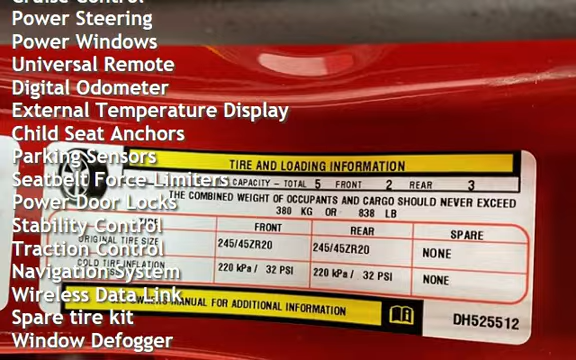 Cruise Control
Power Steering
Power Windows
Universal Remote
Digital Odometer
External Temperature Display
Child Seat Anchors
Parking Sensors
Seatbelt Force Limiters
Power Door Locks
Stability Control
Traction Control
Navigation System
Wireless Data Link
Spare tire kit
Window Defogger
TIRE AND LOADING INFORMATION
CAPACITY - TOTAL 5 FRONT 2 REAR 3
THE COMBINED WEIGHT OF OCCUPANTS AND CARGO SHOULD NEVER EXCEED
380 KG OR 838 LB
FRONT REAR SPARE
ORIGINAL TIRE SIZE 245/45ZR20 245/45ZR20 NONE
COLD TIRE INFLATION 220 kPa / 32 PSI 220 kPa / 32 PSI NONE
MANUAL FOR ADDITIONAL INFORMATION
DH525512